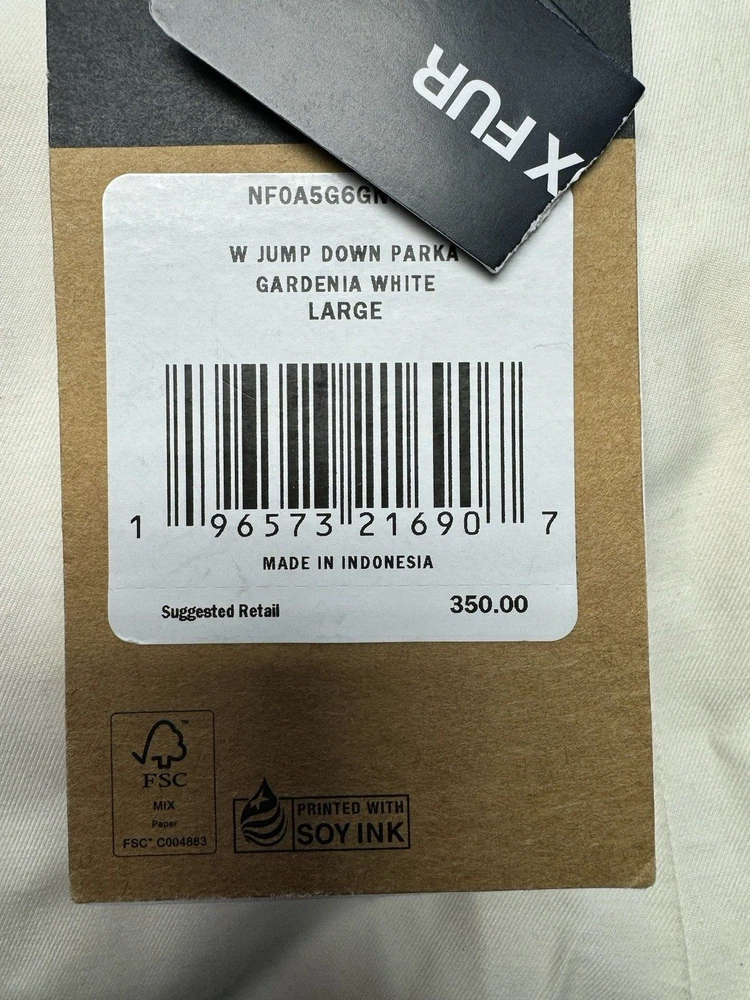 X FUR
NF0A5G6GN
W JUMP DOWN PARKA
GARDENIA WHITE
LARGE
1 96573 21690 7
MADE IN INDONESIA
Suggested Retail 350.00
FSC
MIX
Paper
FSC™ C004883
PRINTED WITH
SOY INK